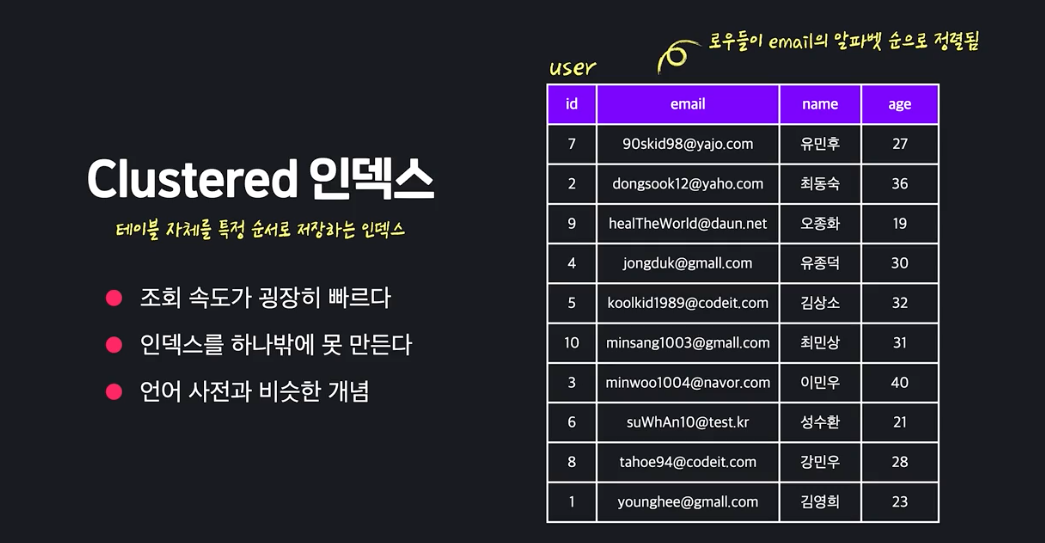 Clustered 인덱스
테이블 자체를 특정 순서로 저장하는 인덱스
조회 속도가 굉장히 빠르다
인덱스를 하나밖에 못 만든다
언어 사전과 비슷한 개념
로우들이 email의 알파벳 순으로 정렬됨
user
id email name age
7 90skid98@yajo.com 유민후 27
2 dongsook12@yaho.com 최동숙 36
9 healTheWorld@daun.net 오종화 19
4 jongduk@gmall.com 유종덕 30
5 koolkid1989@codeit.com 김상소 32
10 minsang1003@gmall.com 최민상 31
3 minwoo1004@navor.com 이민우 40
6 suWhAn10@test.kr 성수환 21
8 tahoe94@codeit.com 강민우 28
1 younghee@gmall.com 김영희 23